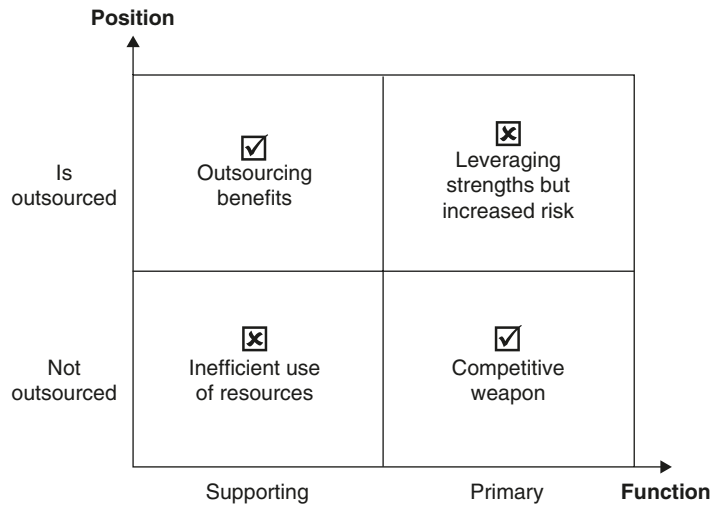 Position
Is
outsourced
Outsourcing
benefits
Leveraging
strengths but
increased risk
Not
outsourced
Inefficient use
of resources
Competitive
weapon
Supporting
Primary
Function